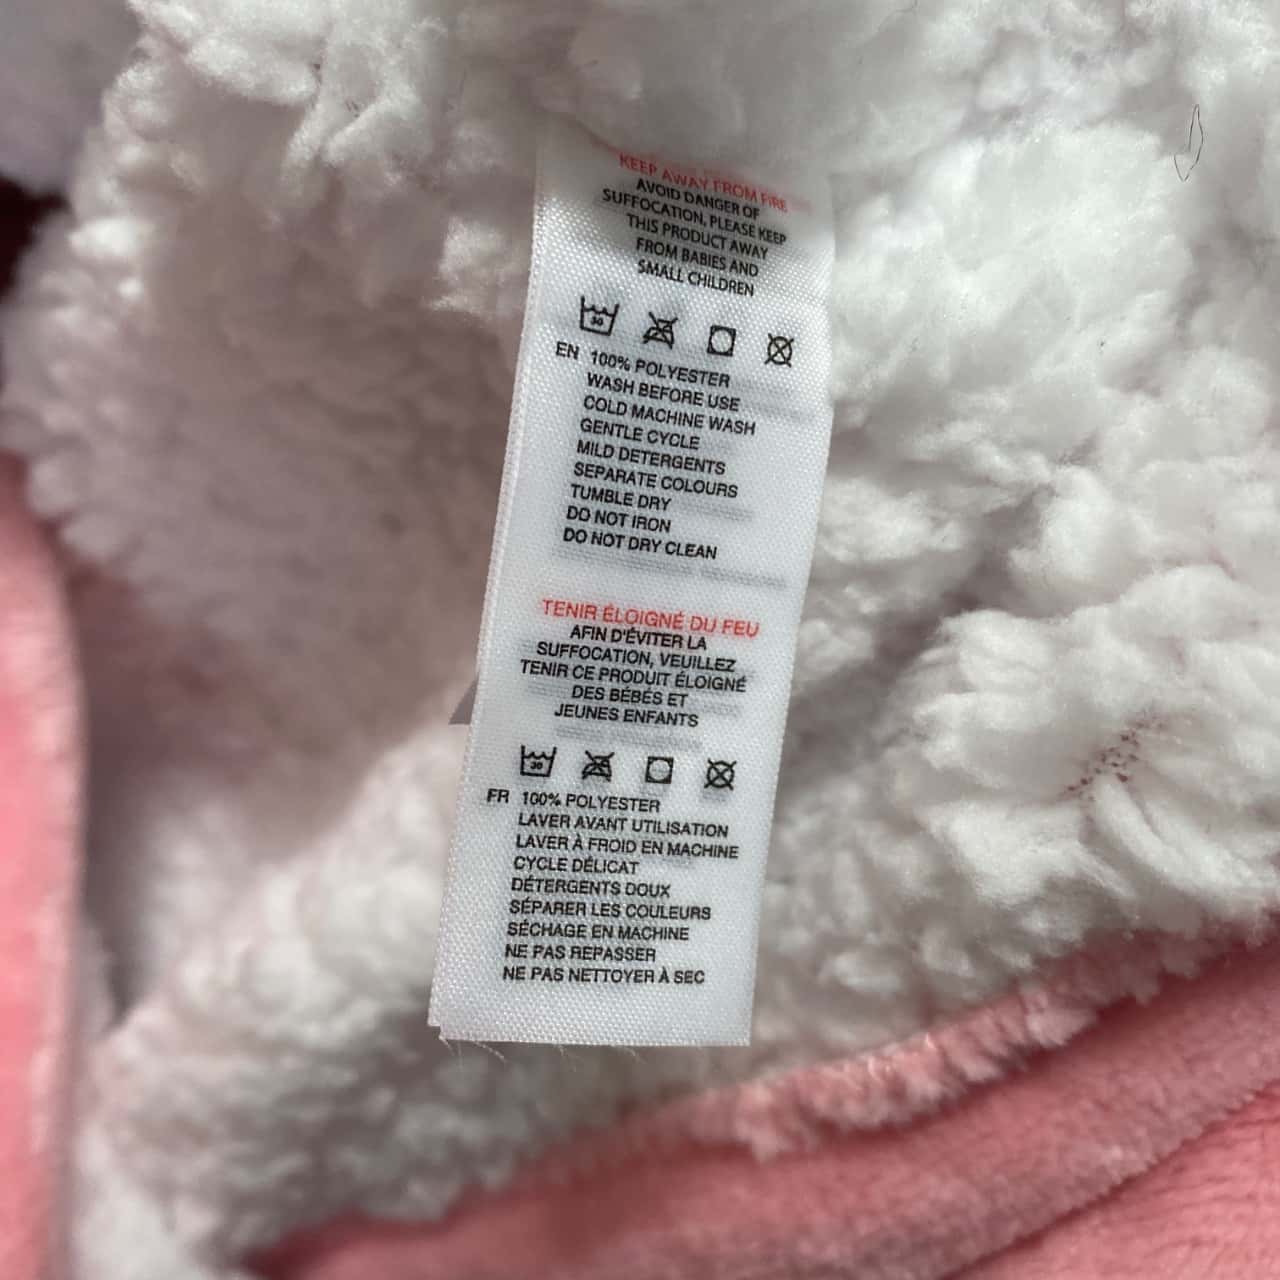 KEEP AWAY FROM FIRE
AVOID DANGER OF
SUFFOCATION, PLEASE KEEP
THIS PRODUCT AWAY
FROM BABIES AND
SMALL CHILDREN
30
EN 100% POLYESTER
WASH BEFORE USE
COLD MACHINE WASH
GENTLE CYCLE
MILD DETERGENTS
SEPARATE COLOURS
TUMBLE DRY
DO NOT IRON
DO NOT DRY CLEAN
TENIR ÉLOIGNÉ DU FEU
AFIN D'ÉVITER LA
SUFFOCATION, VEUILLEZ
TENIR CE PRODUIT ÉLOIGNÉ
DES BÉBÉS ET
JEUNES ENFANTS
30
FR 100% POLYESTER
LAVER AVANT UTILISATION
LAVER À FROID EN MACHINE
CYCLE DÉLICAT
DÉTERGENTS DOUX
SÉPARER LES COULEURS
SÉCHAGE EN MACHINE
NE PAS REPASSER
NE PAS NETTOYER À SEC